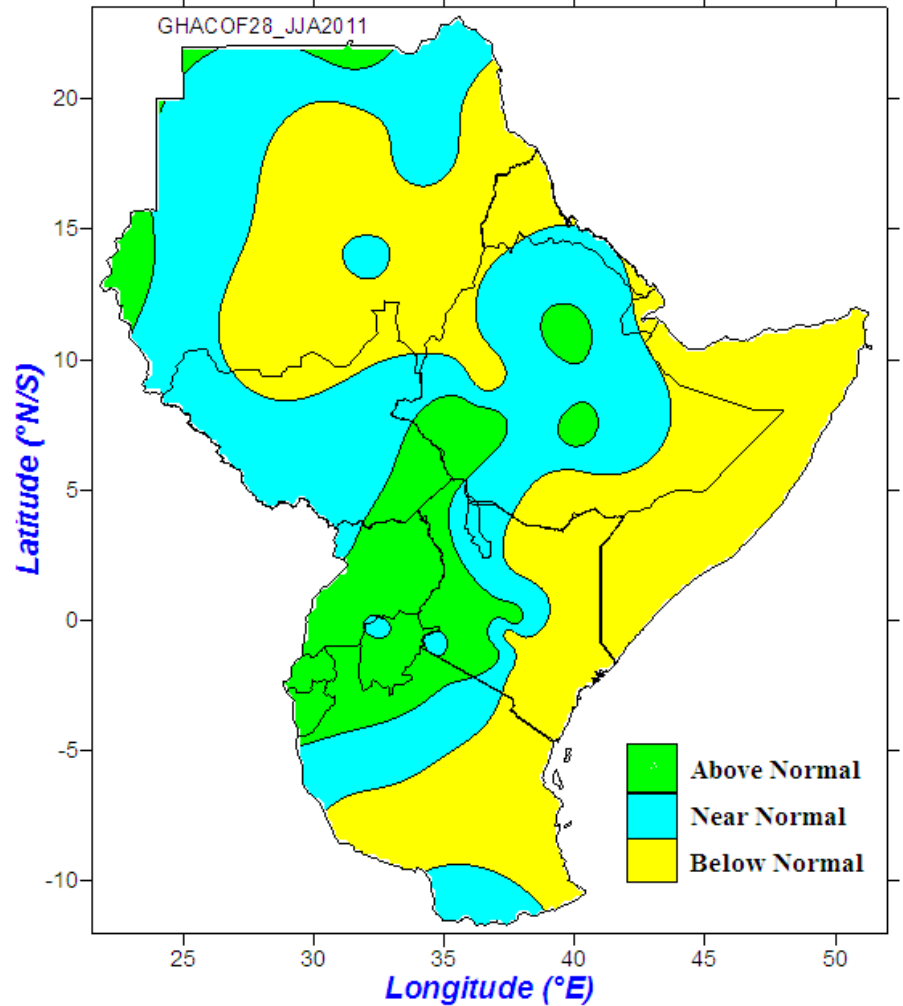 GHACOF28_JJA2011
20
15
10
5
0
-5
-10
Latitude (°N/S)
Above Normal
Near Normal
Below Normal
25
30
35
40
45
50
Longitude (°E)